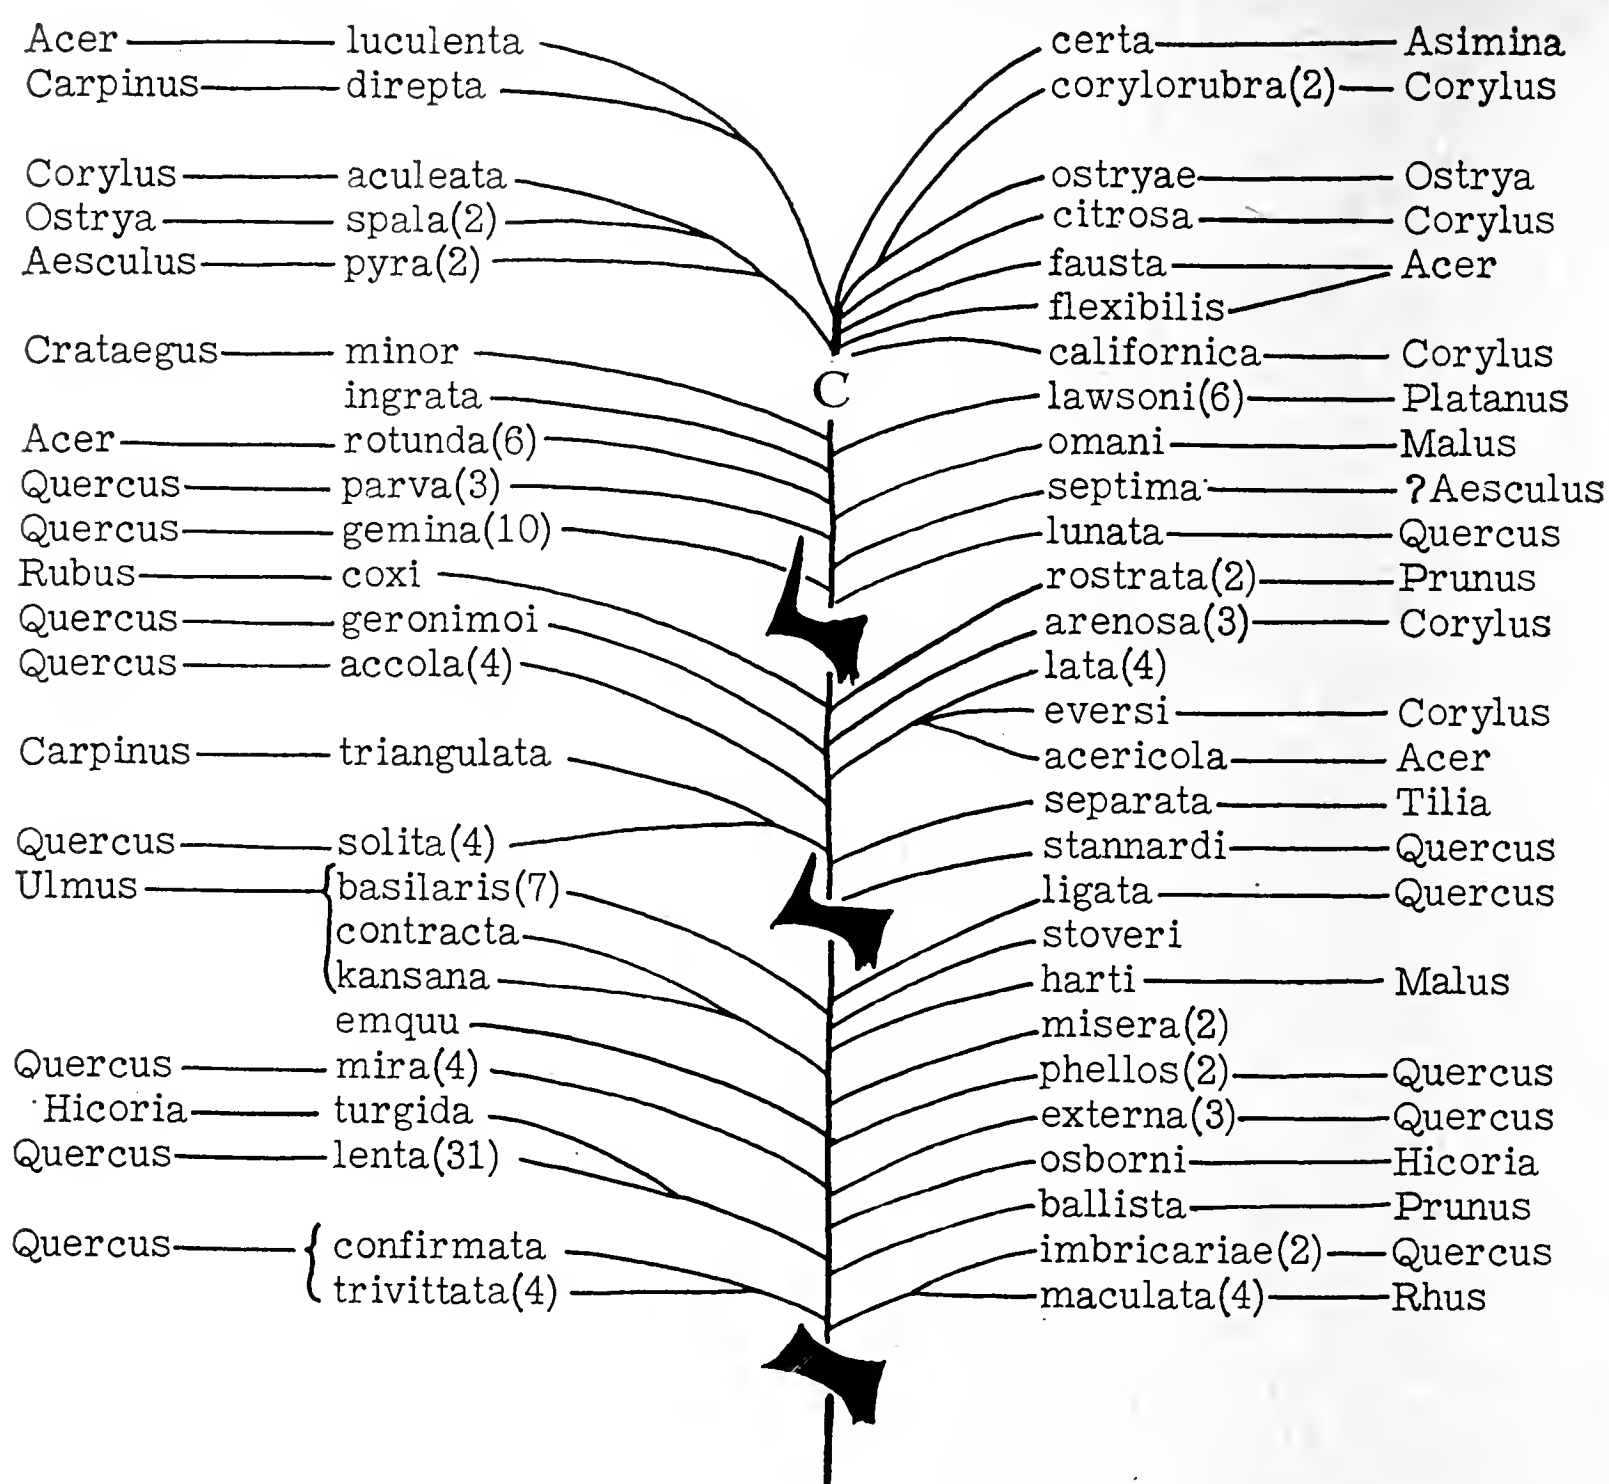 Acer luculenta certa Asimina
Carpinus direpta corylorubra(2) Corylus
Corylus aculeata ostryae Ostrya
Ostrya spala(2) citrosa Corylus
Aesculus pyra(2) fausta Acer
flexibilis
Crataegus minor californica Corylus
C
ingrata lawsoni(6) Platanus
Acer rotunda(6) omani Malus
Quercus parva(3) septima ?Aesculus
Quercus gemina(10) lunata Quercus
Rubus coxi rostrata(2) Prunus
Quercus geronimoi arenosa(3) Corylus
Quercus accola(4) lata(4)
eversi Corylus
Carpinus triangulata acericola Acer
separata Tilia
Quercus solita(4) stannardi Quercus
Ulmus basilaris(7) ligata Quercus
contracta stoveri
kansana harti Malus
emquu misera(2)
Quercus mira(4) phellos(2) Quercus
Hicoria turgida externa(3) Quercus
Quercus lenta(31) osborni Hicoria
ballista Prunus
Quercus confirmata imbricariae(2) Quercus
trivittata(4) maculata(4) Rhus